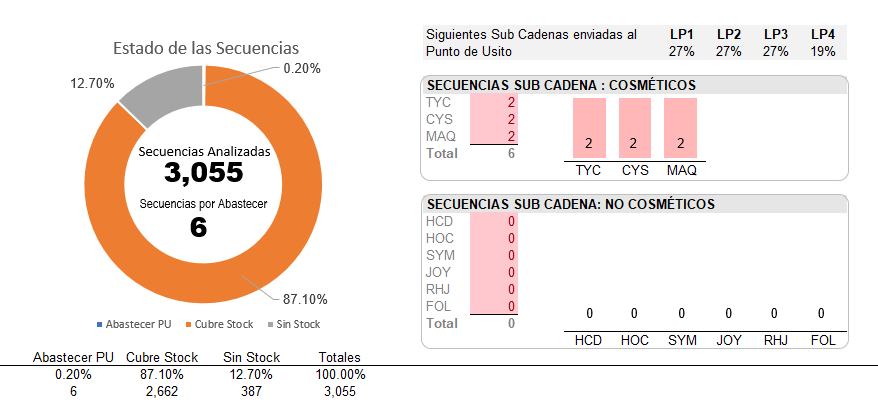 Estado de las Secuencias
0.20%
12.70%
Secuencias Analizadas
3,055
Secuencias por Abastecer
6
87.10%
Abastecer PU Cubre Stock Sin Stock
Abastecer PU Cubre Stock Sin Stock Totales
0.20% 87.10% 12.70% 100.00%
6 2,662 387 3,055
Siguientes Sub Cadenas enviadas al LP1 LP2 LP3 LP4
Punto de Usito 27% 27% 27% 19%
SECUENCIAS SUB CADENA : COSMÉTICOS
TYC 2
CYS 2
MAQ 2
Total 6
2 2 2
TYC CYS MAQ
SECUENCIAS SUB CADENA: NO COSMÉTICOS
HCD 0
HOC 0
SYM 0
JOY 0
RHJ 0
FOL 0
Total 0
0 0 0 0 0 0
HCD HOC SYM JOY RHJ FOL